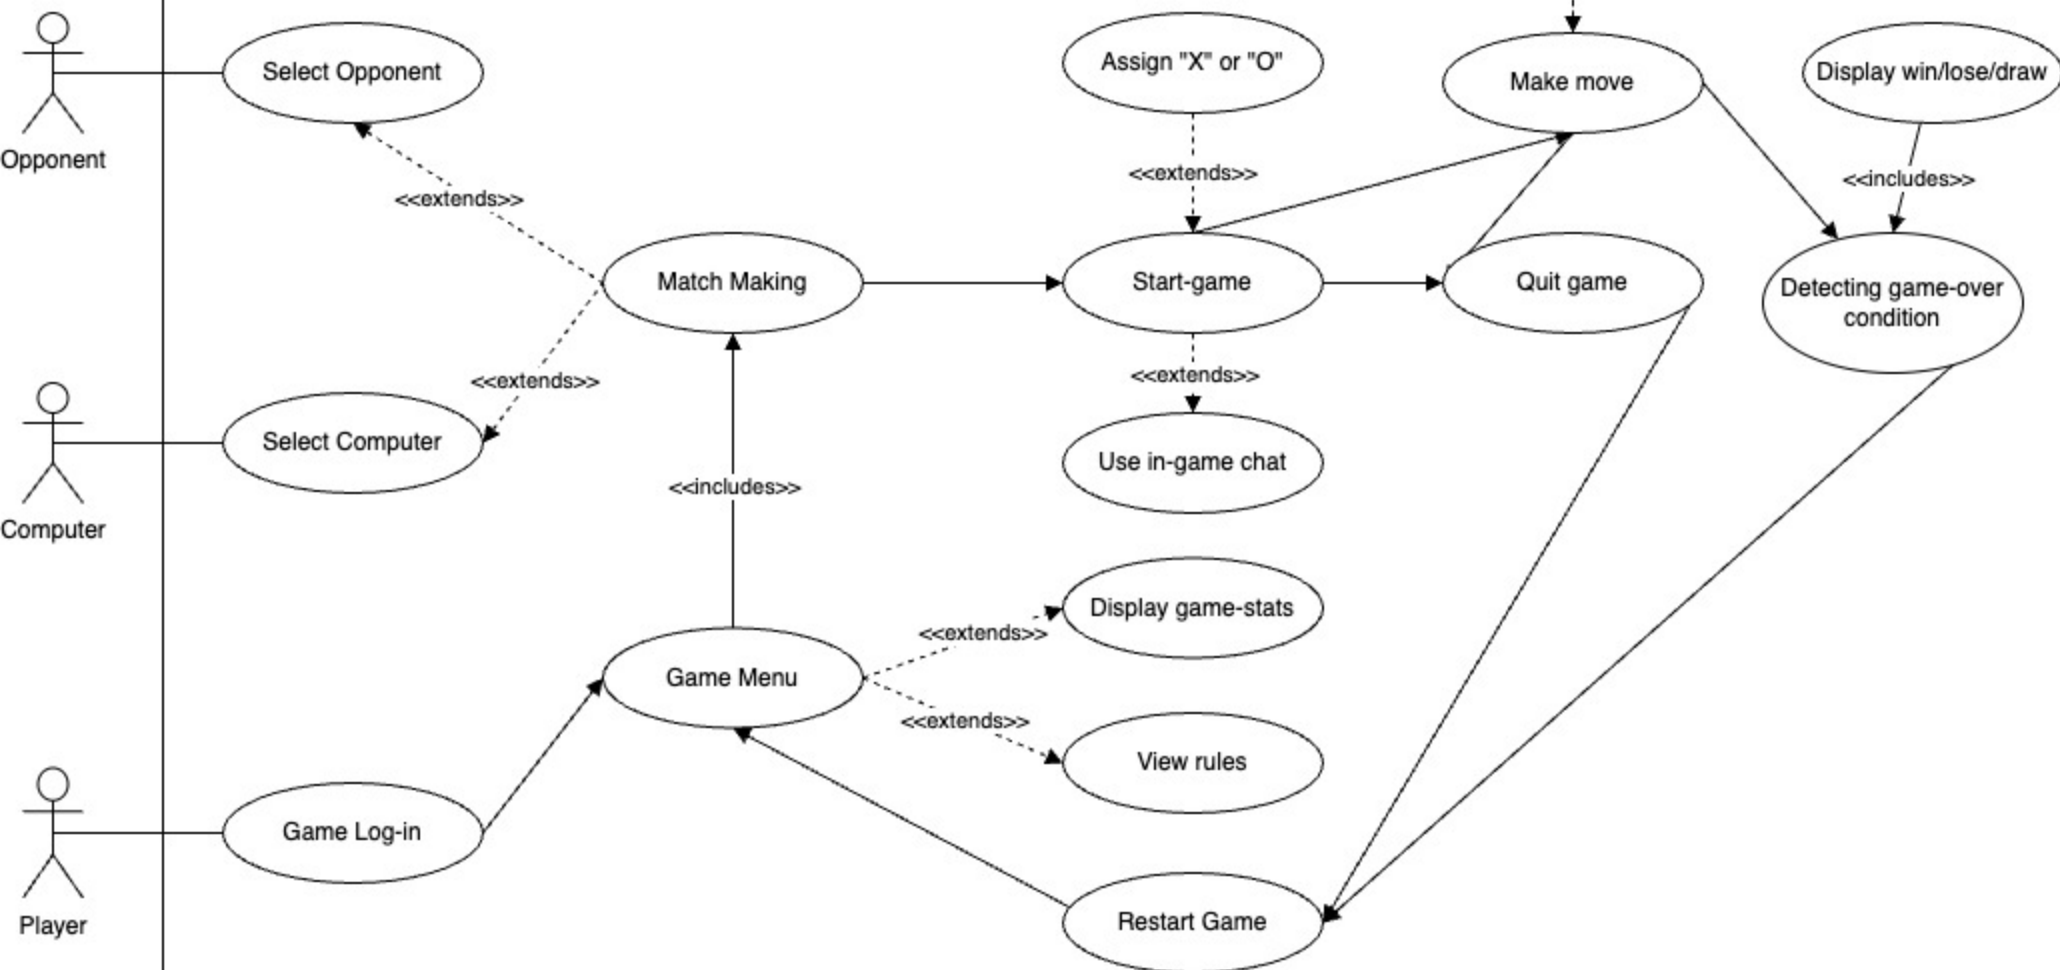 Select Opponent
Assign "X" or "O"
Make move
Display win/lose/draw
Opponent
<<extends>>
<<includes>>
<<extends>>
Match Making
Start-game
Quit game
Detecting game-over
condition
<<extends>>
<<extends>>
Select Computer
Use in-game chat
<<includes>>
Computer
Display game-stats
<<extends>>
Game Menu
<<extends>>
View rules
Game Log-in
Player
Restart Game